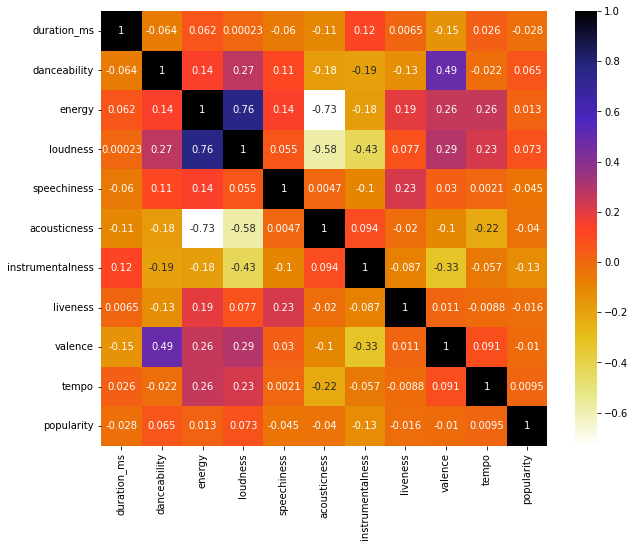 duration_ms 1 -0.064 0.062 0.00023 -0.06 -0.11 0.12 0.0065 -0.15 0.026 -0.028
danceability -0.064 1 0.14 0.27 0.11 -0.18 -0.19 -0.13 0.49 -0.022 0.065
energy 0.062 0.14 1 0.76 0.14 -0.73 -0.18 0.19 0.26 0.26 0.013
loudness 0.00023 0.27 0.76 1 0.055 -0.58 -0.43 0.077 0.29 0.23 0.073
speechiness -0.06 0.11 0.14 0.055 1 0.0047 -0.1 0.23 0.03 0.0021 -0.045
acousticness -0.11 -0.18 -0.73 -0.58 0.0047 1 0.094 -0.02 -0.1 -0.22 -0.04
instrumentalness 0.12 -0.19 -0.18 -0.43 -0.1 0.094 1 -0.087 -0.33 -0.057 -0.13
liveness 0.0065 -0.13 0.19 0.077 0.23 -0.02 -0.087 1 0.011 -0.0088 -0.016
valence -0.15 0.49 0.26 0.29 0.03 -0.1 -0.33 0.011 1 0.091 -0.01
tempo 0.026 -0.022 0.26 0.23 0.0021 -0.22 -0.057 -0.0088 0.091 1 0.0095
popularity -0.028 0.065 0.013 0.073 -0.045 -0.04 -0.13 -0.016 -0.01 0.0095 1
duration_ms
danceability
energy
loudness
speechiness
acousticness
instrumentalness
liveness
valence
tempo
popularity
1.0
0.8
0.6
0.4
0.2
0.0
−0.2
−0.4
−0.6